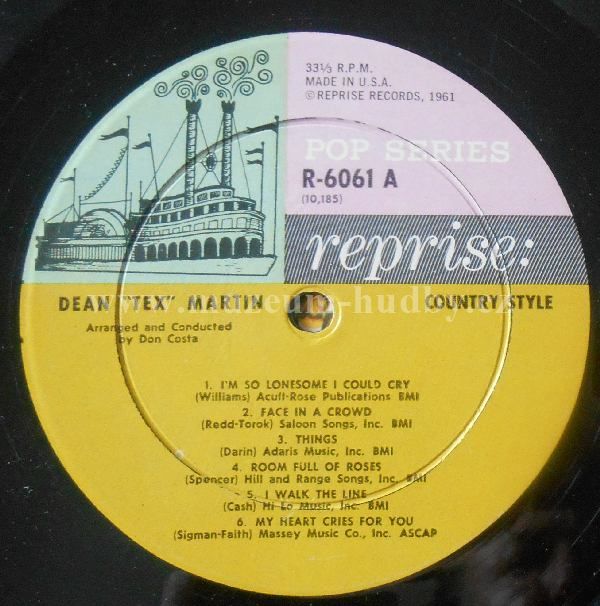 33⅓ R.P.M.
MADE IN U.S.A.
©REPRISE RECORDS, 1961
POP SERIES
R-6061 A
(10,185)
reprise:
DEAN "TEX" MARTIN
COUNTRY STYLE
Arranged and Conducted
by Don Costa
1. I'M SO LONESOME I COULD CRY
(Williams) Acuff-Rose Publications BMI
2. FACE IN A CROWD
(Redd-Torok) Saloon Songs, Inc. BMI
3. THINGS
(Darin) Adaris Music, Inc. BMI
4. ROOM FULL OF ROSES
(Spencer) Hill and Range Songs, Inc. BMI
5. I WALK THE LINE
(Cash) Hi Lo Music, Inc. BMI
6. MY HEART CRIES FOR YOU
(Sigman-Faith) Massey Music Co., Inc. ASCAP